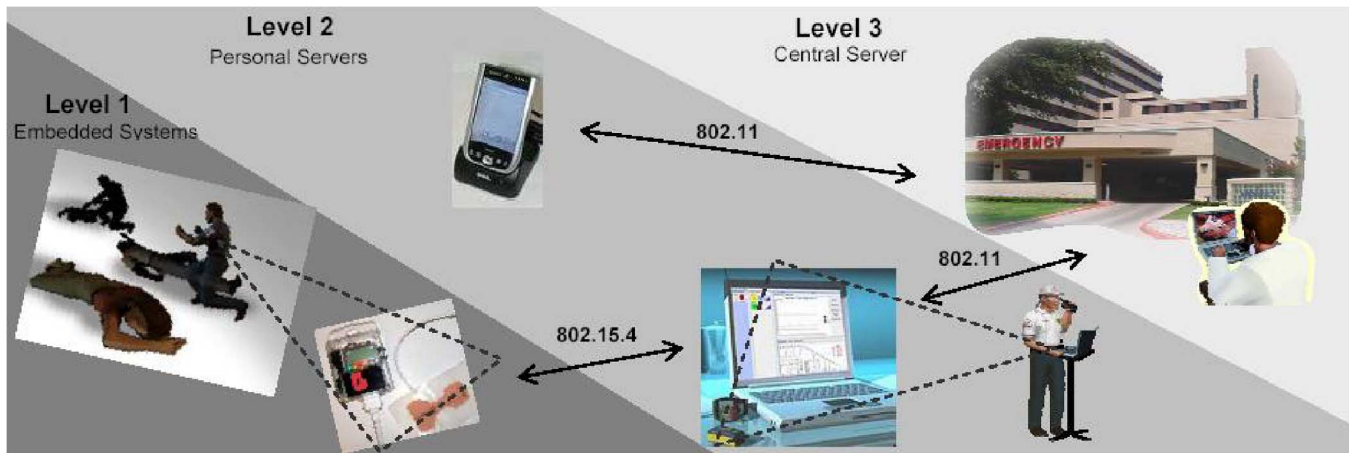 Level 2
Personal Servers
Level 3
Central Server
Level 1
Embedded Systems
802.11
EMERGENCY
802.11
802.15.4
DELL